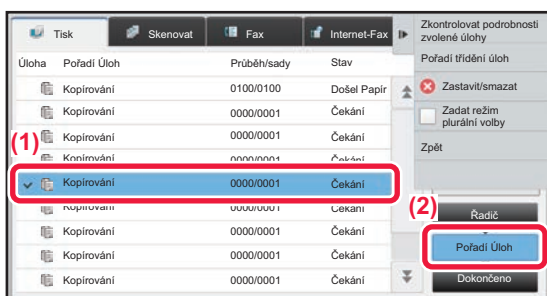 Tisk Skenovat Fax Internet-Fax
Úloha Pořadí Úloh Průběh/sady Stav
Kopírování 0100/0100 Došel Papír
Kopírování 0000/0001 Čekání
Kopírování 0000/0001 Čekání
(1)
Kopírování 0000/0001 Čekání
Kopírování 0000/0001 Čekání
Kopírování 0000/0001 Čekání
Kopírování 0000/0001 Čekání
Kopírování 0000/0001 Čekání
Kopírování 0000/0001 Čekání
Zkontrolovat podrobnosti
zvolené úlohy
Pořadí třídění úloh
Zastavit/smazat
Zadat režim
plurální volby
Zpět
(2)
Řadič
Pořadí Úloh
Dokončeno